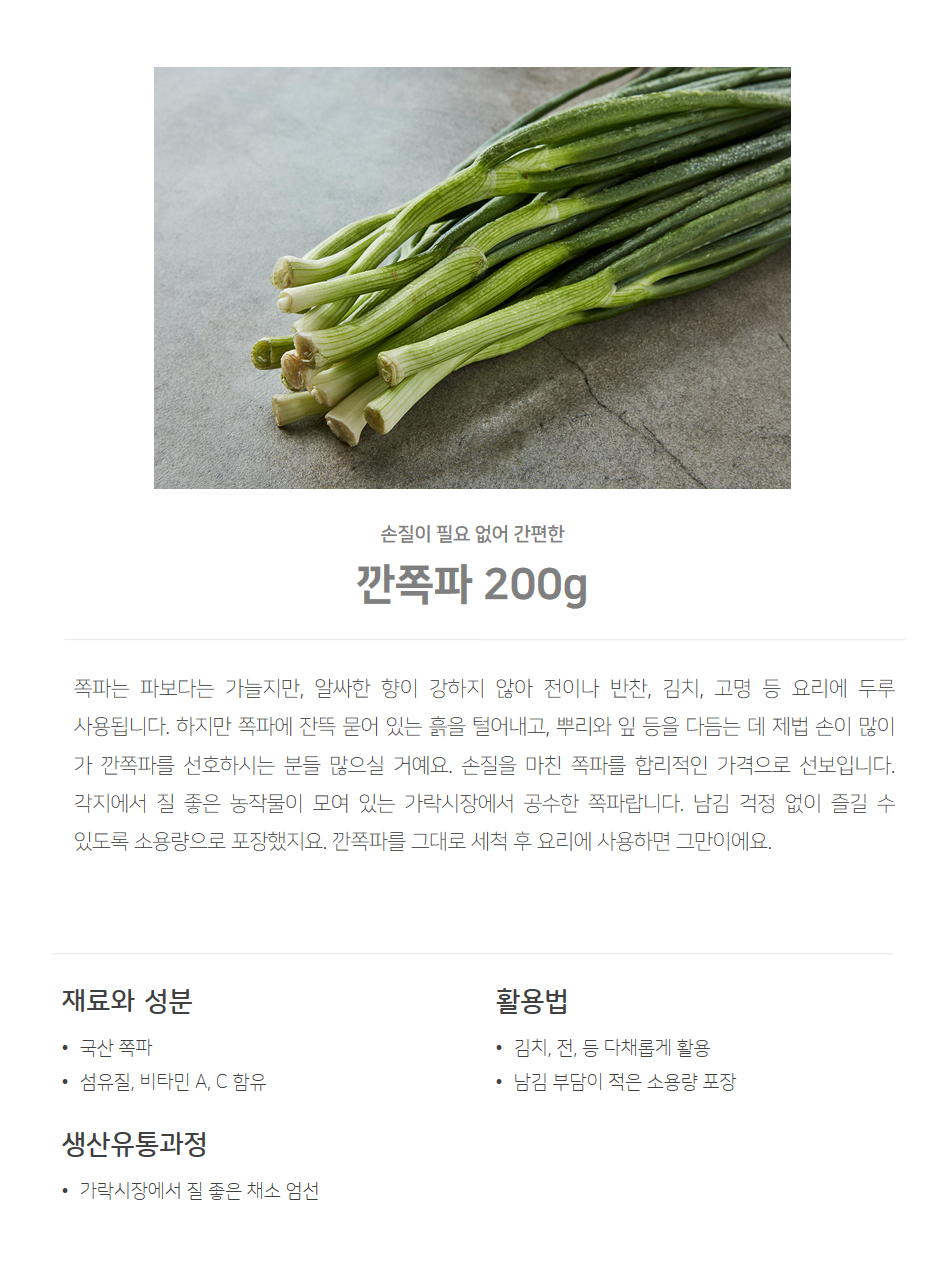 손질이 필요 없어 간편한
깐쪽파 200g
쪽파는 파보다는 가늘지만, 알싸한 향이 강하지 않아 전이나 반찬, 김치, 고명 등 요리에 두루
사용됩니다. 하지만 쪽파에 잔뜩 묻어 있는 흙을 털어내고, 뿌리와 잎 등을 다듬는 데 제법 손이 많이
가 깐쪽파를 선호하시는 분들 많으실 거예요. 손질을 마친 쪽파를 합리적인 가격으로 선보입니다.
각지에서 질 좋은 농작물이 모여 있는 가락시장에서 공수한 쪽파랍니다. 남김 걱정 없이 즐길 수
있도록 소용량으로 포장했지요. 깐쪽파를 그대로 세척 후 요리에 사용하면 그만이에요.
재료와 성분
• 국산 쪽파
• 섬유질, 비타민 A, C 함유
활용법
• 김치, 전, 등 다채롭게 활용
• 남김 부담이 적은 소용량 포장
생산유통과정
• 가락시장에서 질 좋은 채소 엄선